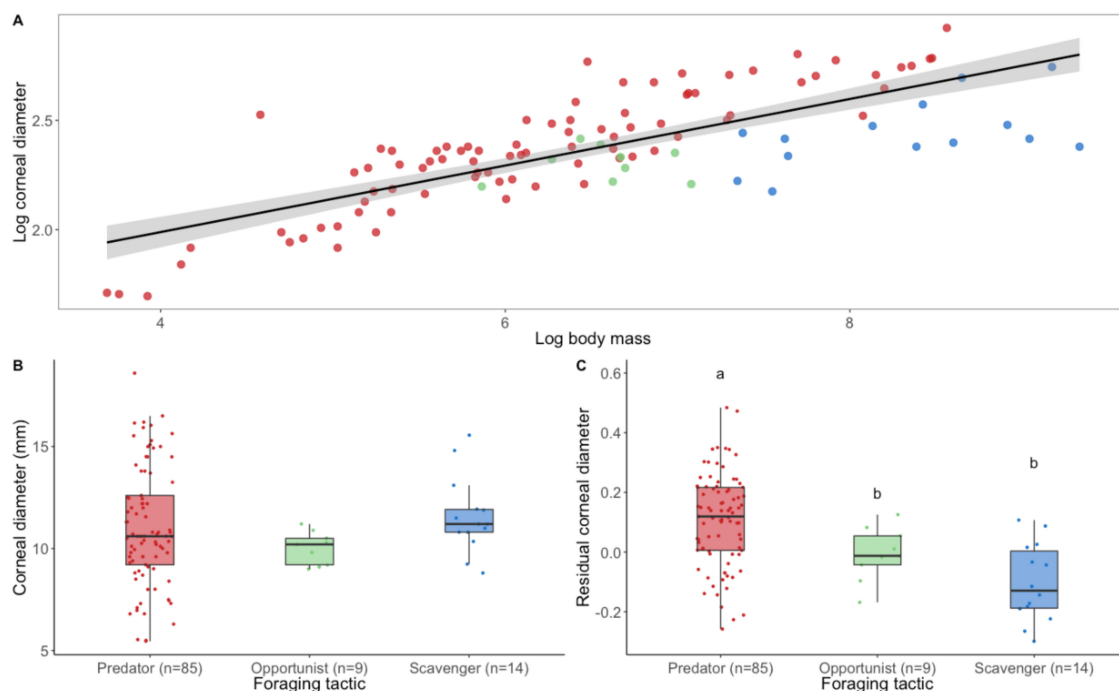 A
Log corneal diameter
2.5
2.0
4 6 8
Log body mass
B
Corneal diameter (mm)
15
10
5
Predator (n=85) Opportunist (n=9) Scavenger (n=14)
Foraging tactic
C
Residual corneal diameter
0.6
0.4
0.2
0.0
-0.2
a
b
b
Predator (n=85) Opportunist (n=9) Scavenger (n=14)
Foraging tactic